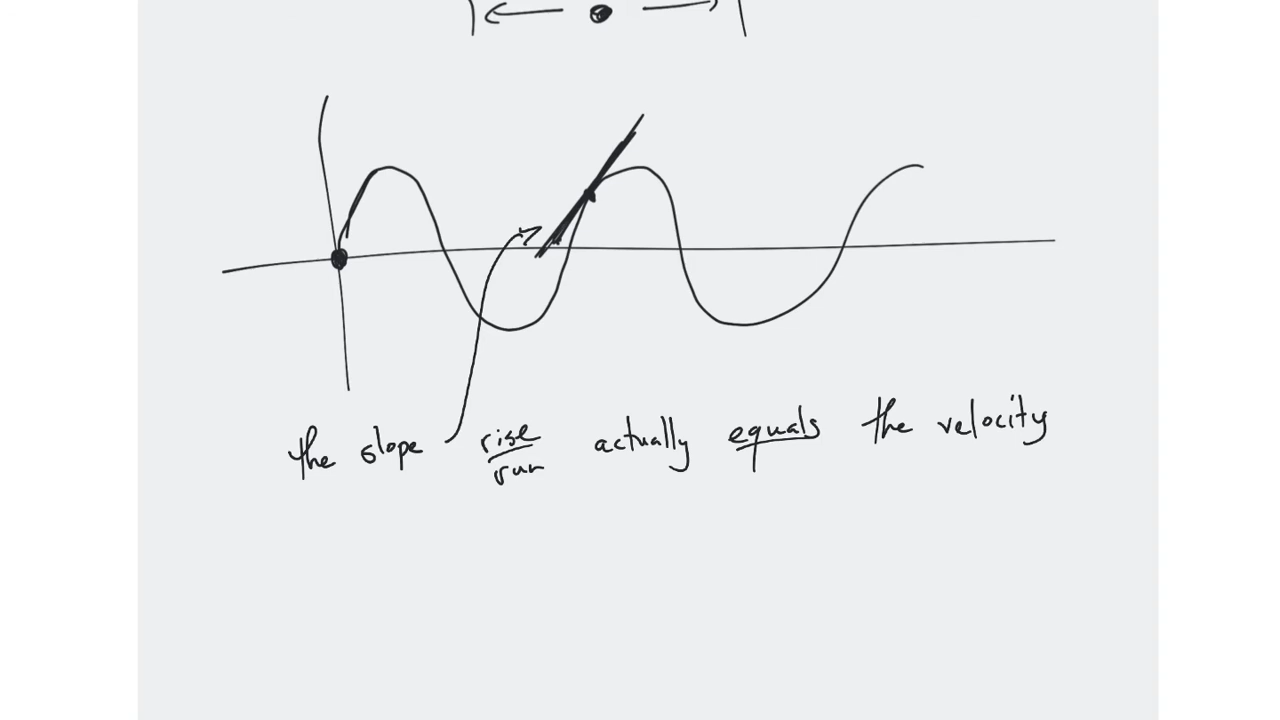 the slope rise/run actually equals the velocity